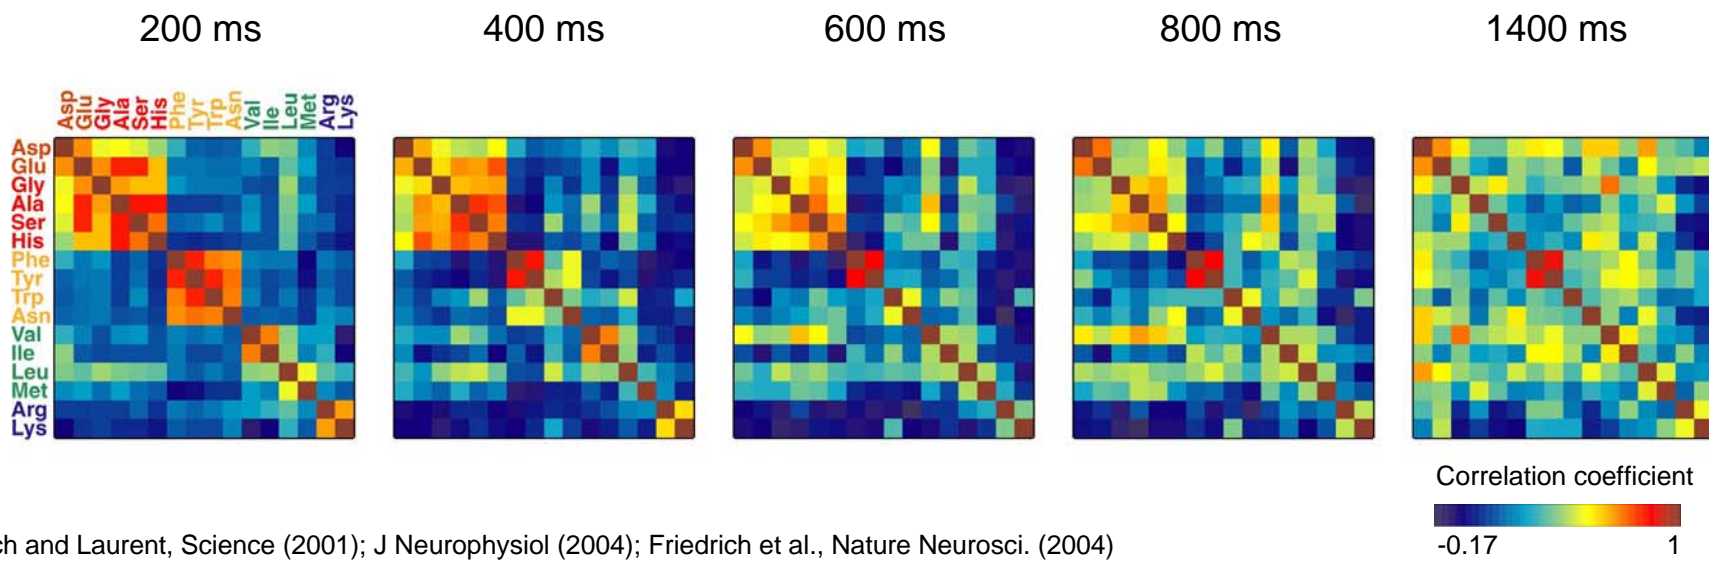 200 ms 400 ms 600 ms 800 ms 1400 ms
Asp Glu Gly Ala Ser His Phe Tyr Trp Asn Val Ile Leu Met Arg Lys
Asp
Glu
Gly
Ala
Ser
His
Phe
Tyr
Trp
Asn
Val
Ile
Leu
Met
Arg
Lys
Correlation coefficient
-0.17 1
ch and Laurent, Science (2001); J Neurophysiol (2004); Friedrich et al., Nature Neurosci. (2004)